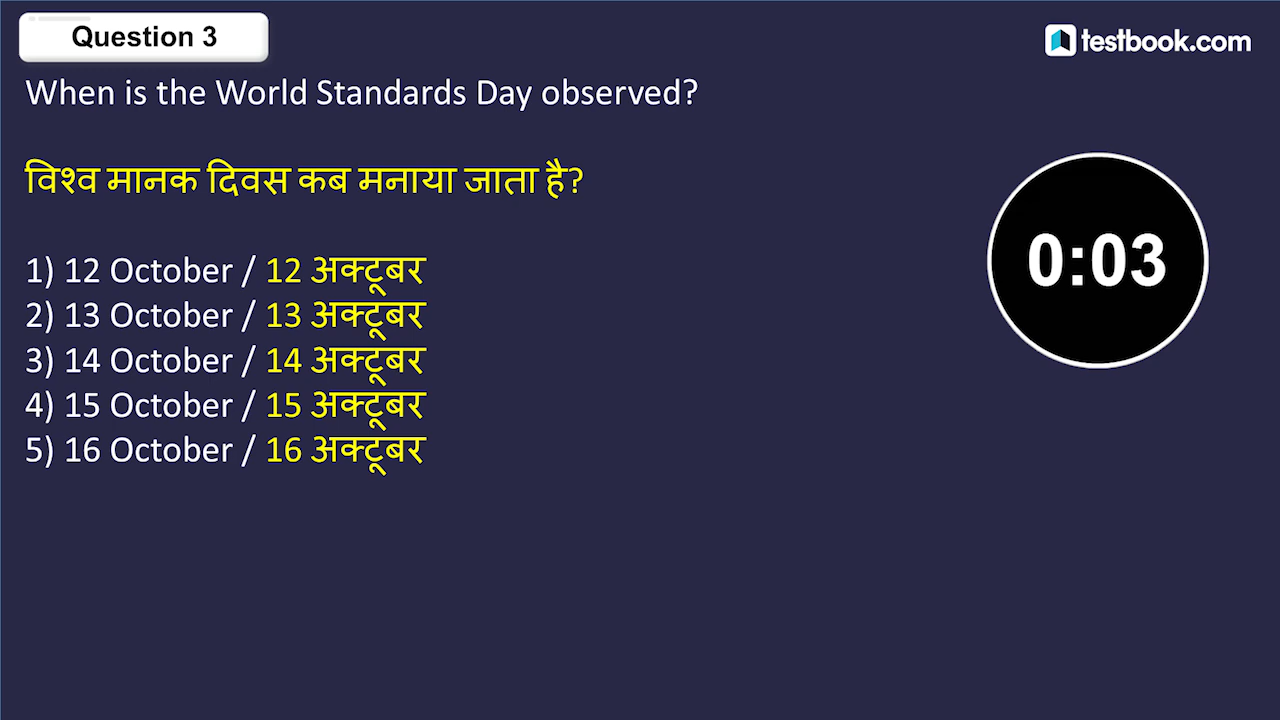 Question 3
testbook.com
When is the World Standards Day observed?
विश्व मानक दिवस कब मनाया जाता है?
0:03
1) 12 October / 12 अक्टूबर
2) 13 October / 13 अक्टूबर
3) 14 October / 14 अक्टूबर
4) 15 October / 15 अक्टूबर
5) 16 October / 16 अक्टूबर